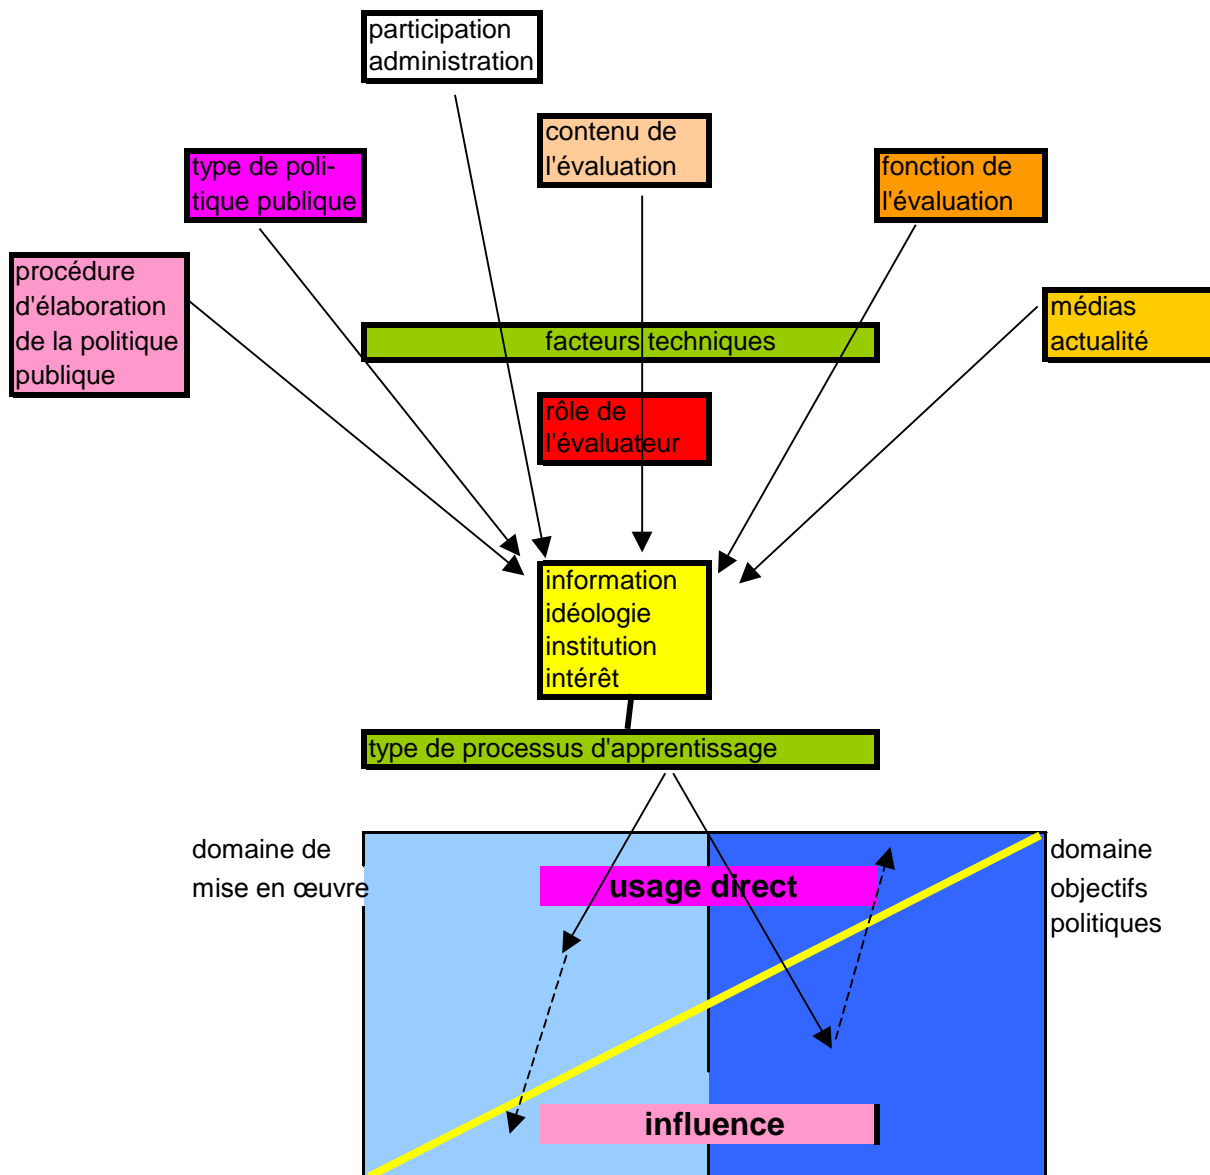 participation
administration
contenu de
l'évaluation
type de poli-
tique publique
fonction de
l'évaluation
procédure
d'élaboration
de la politique
publique
médias
actualité
facteurs techniques
rôle de
l'évaluateur
information
idéologie
institution
intérêt
type de processus d'apprentissage
domaine de
mise en œuvre
usage direct
domaine
objectifs
politiques
influence